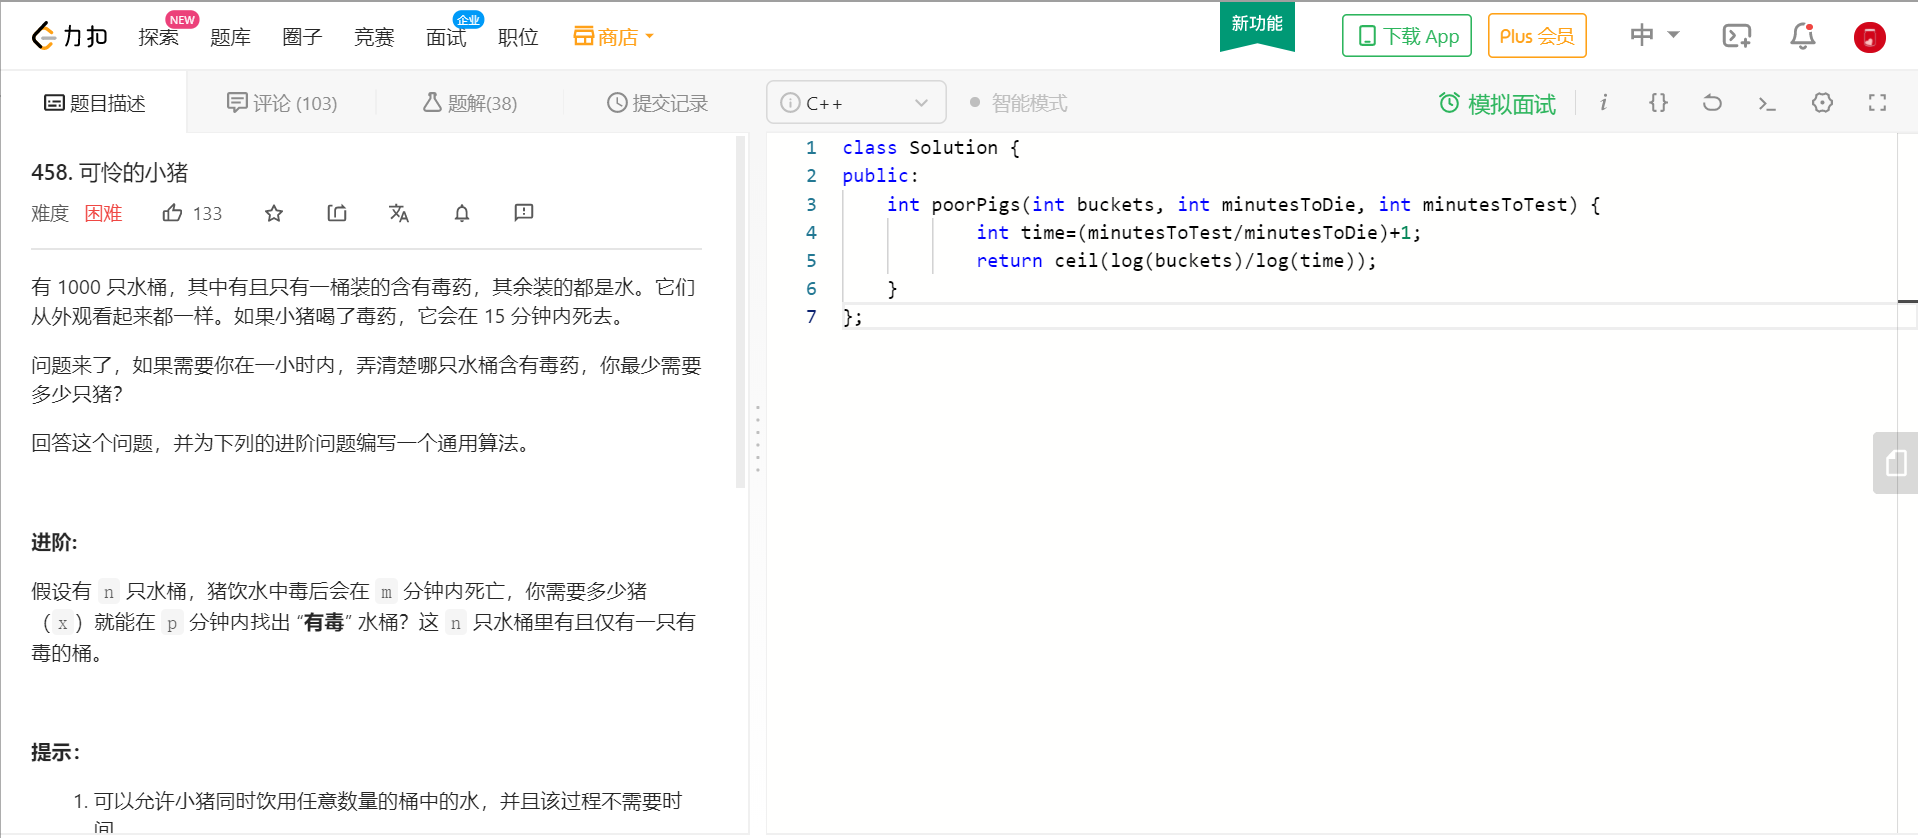 力扣 探索 NEW 题库 圈子 竞赛 面试 企业 职位 商店 新功能 下载 App Plus 会员 中
题目描述 评论 (103) 题解(38) 提交记录 C++ 智能模式 模拟面试 i {}
458. 可怜的小猪
难度 困难 133
有 1000 只水桶，其中有且只有一桶装的含有毒药，其余装的都是水。它们
从外观看起来都一样。如果小猪喝了毒药，它会在 15 分钟内死去。
问题来了，如果需要你在一小时内，弄清楚哪只水桶含有毒药，你最少需要
多少只猪？
回答这个问题，并为下列的进阶问题编写一个通用算法。
进阶:
假设有 n 只水桶，猪饮水中毒后会在 m 分钟内死亡，你需要多少猪
（x）就能在 p 分钟内找出 “有毒” 水桶？这 n 只水桶里有且仅有一只有
毒的桶。
提示：
1. 可以允许小猪同时饮用任意数量的桶中的水，并且该过程不需要时
间
1 class Solution {
2 public:
3     int poorPigs(int buckets, int minutesToDie, int minutesToTest) {
4             int time=(minutesToTest/minutesToDie)+1;
5             return ceil(log(buckets)/log(time));
6     }
7 };